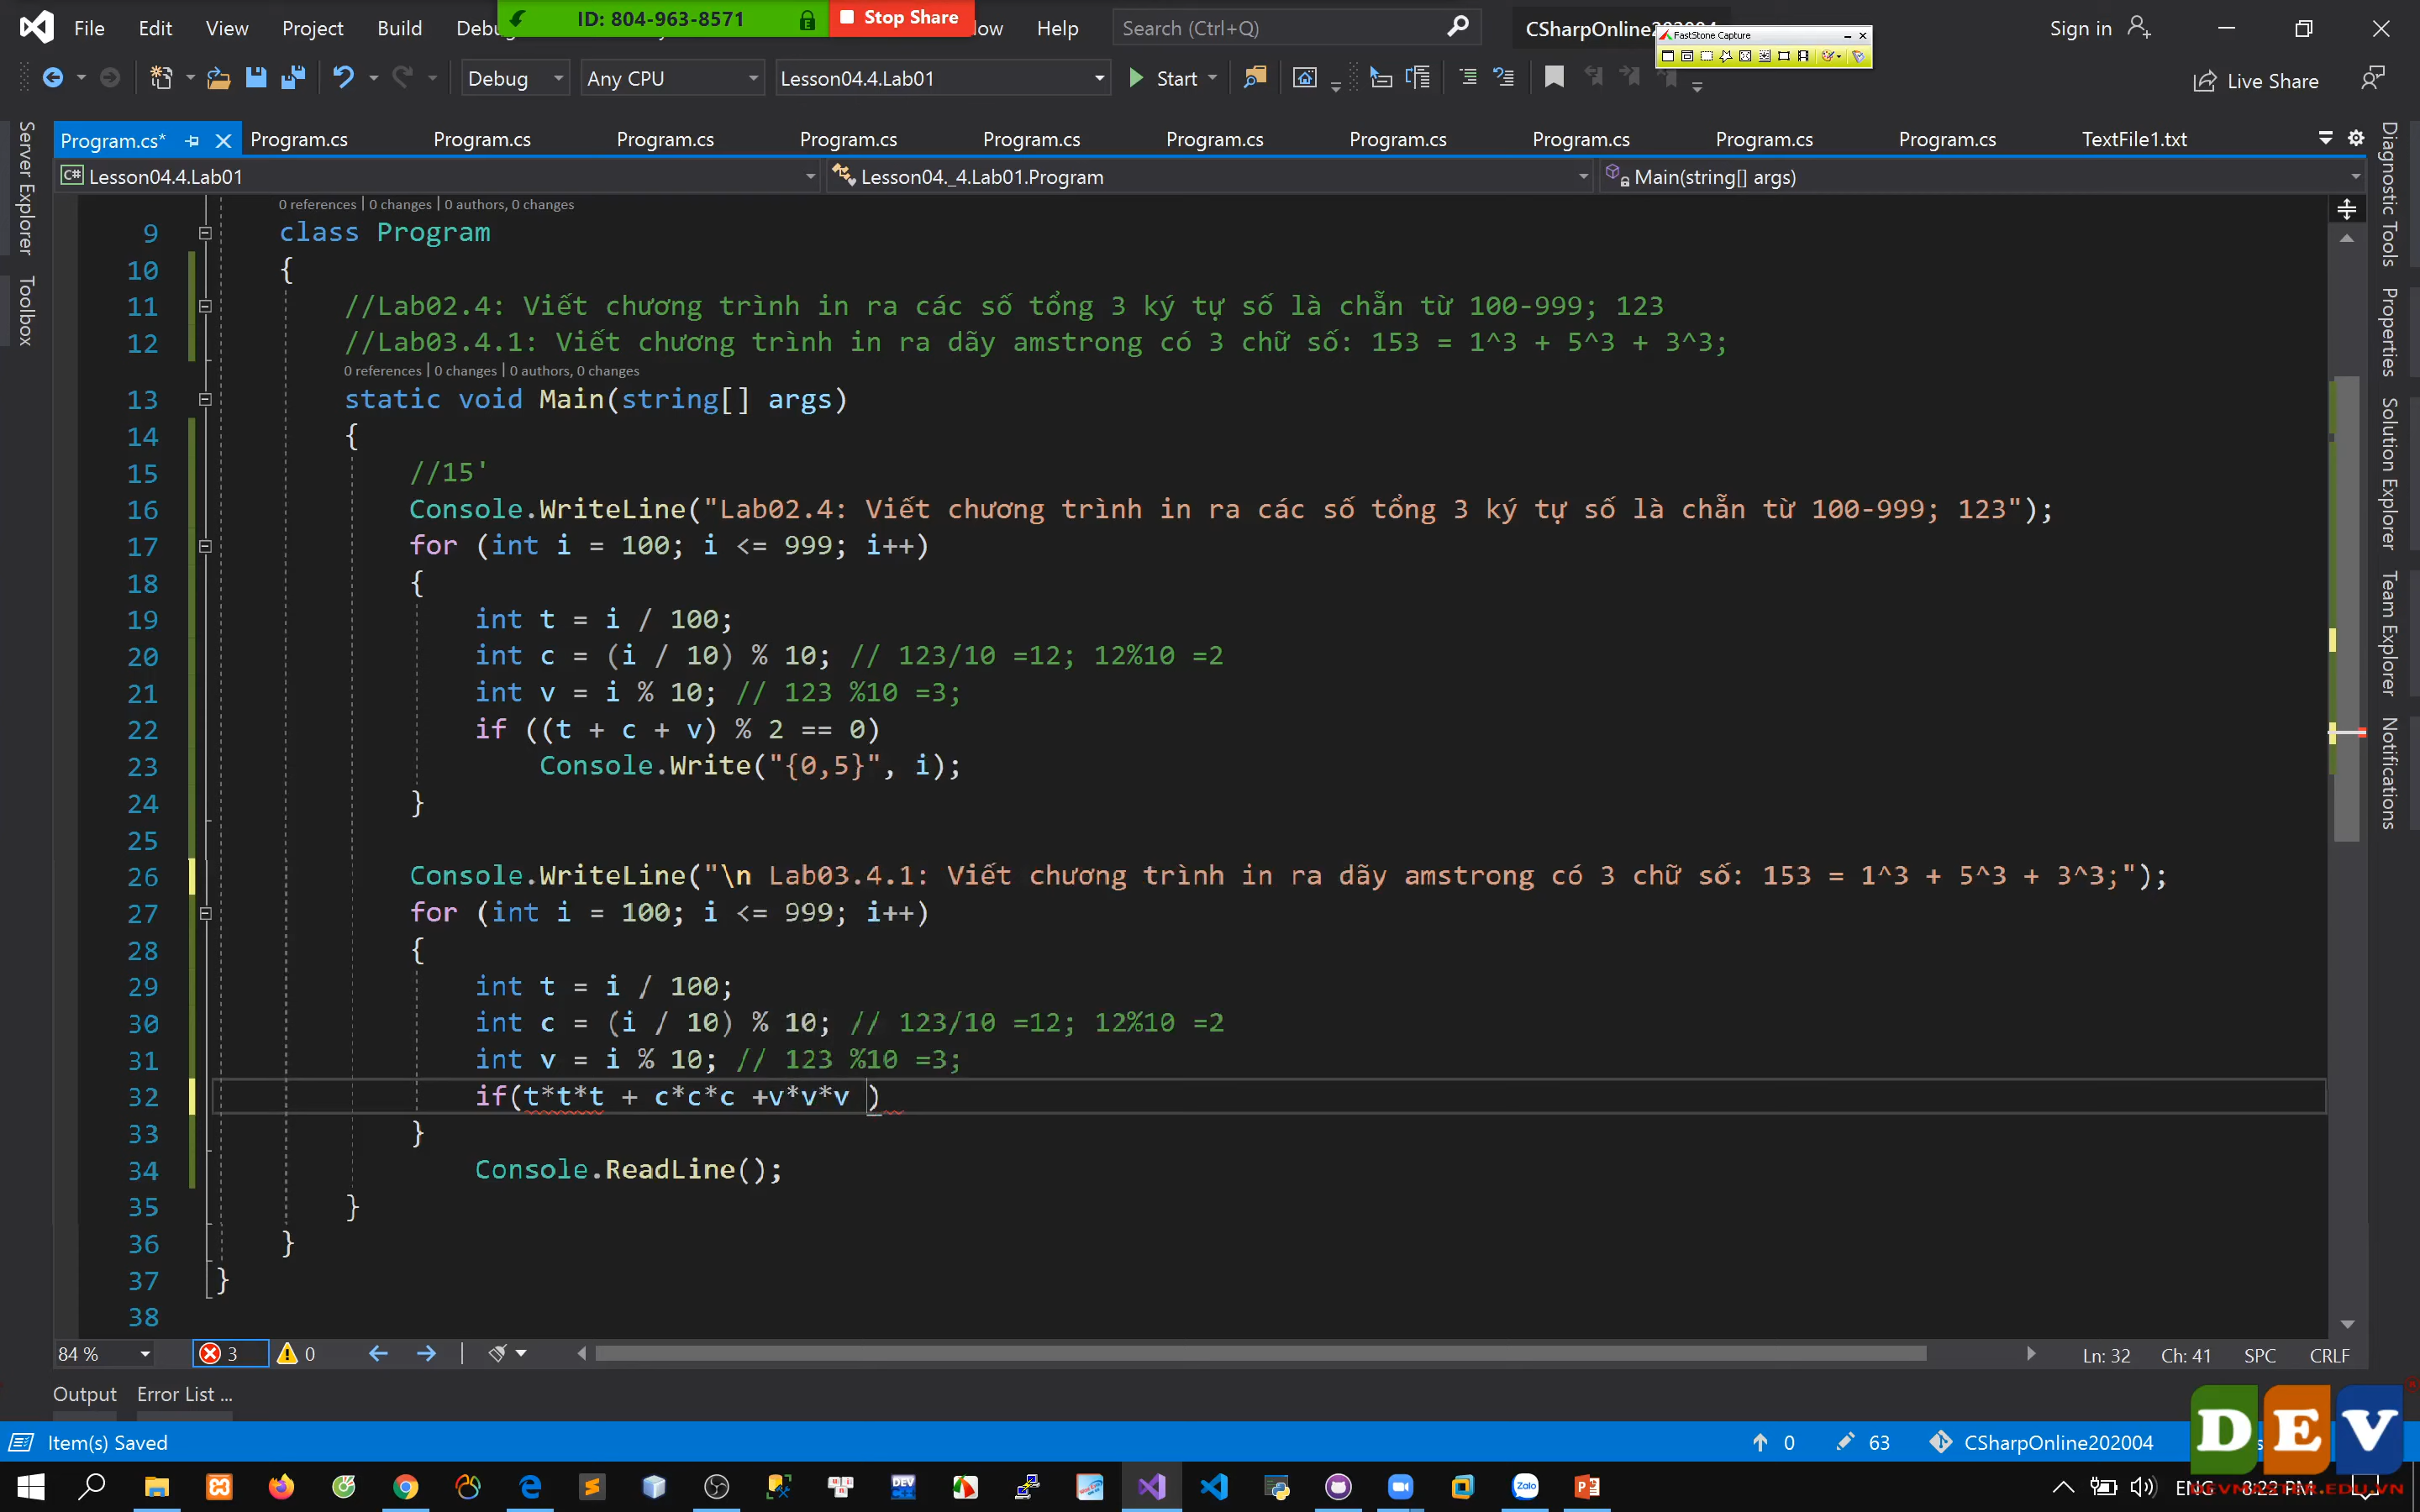 File Edit View Project Build Debug ID: 804-963-8571 Stop Share Help Search (Ctrl+Q) Sign in
FastStone Capture
Debug Any CPU Lesson04.4.Lab01 Start Live Share
Program.cs* Program.cs Program.cs Program.cs Program.cs Program.cs Program.cs Program.cs Program.cs Program.cs Program.cs TextFile1.txt
C# Lesson04.4.Lab01 Lesson04._4.Lab01.Program Main(string[] args)
Server Explorer
Toolbox
0 references | 0 changes | 0 authors, 0 changes
9 class Program
10 {
11 //Lab02.4: Viết chương trình in ra các số tổng 3 ký tự số là chẵn từ 100-999; 123
12 //Lab03.4.1: Viết chương trình in ra dãy amstrong có 3 chữ số: 153 = 1^3 + 5^3 + 3^3;
0 references | 0 changes | 0 authors, 0 changes
13 static void Main(string[] args)
14 {
15 //15'
16 Console.WriteLine("Lab02.4: Viết chương trình in ra các số tổng 3 ký tự số là chẵn từ 100-999; 123");
17 for (int i = 100; i <= 999; i++)
18 {
19 int t = i / 100;
20 int c = (i / 10) % 10; // 123/10 =12; 12%10 =2
21 int v = i % 10; // 123 %10 =3;
22 if ((t + c + v) % 2 == 0)
23 Console.Write("{0,5}", i);
24 }
25
26 Console.WriteLine("\n Lab03.4.1: Viết chương trình in ra dãy amstrong có 3 chữ số: 153 = 1^3 + 5^3 + 3^3;");
27 for (int i = 100; i <= 999; i++)
28 {
29 int t = i / 100;
30 int c = (i / 10) % 10; // 123/10 =12; 12%10 =2
31 int v = i % 10; // 123 %10 =3;
32 if(t*t*t + c*c*c +v*v*v )
33 }
34 Console.ReadLine();
35 }
36 }
37 }
38
Diagnostic Tools
Properties
Solution Explorer
Team Explorer
Notifications
84 % 3 0 Ln: 32 Ch: 41 SPC CRLF
Output Error List ...
Item(s) Saved 0 63 CSharpOnline202004
DEV
ENG 8:22 PM